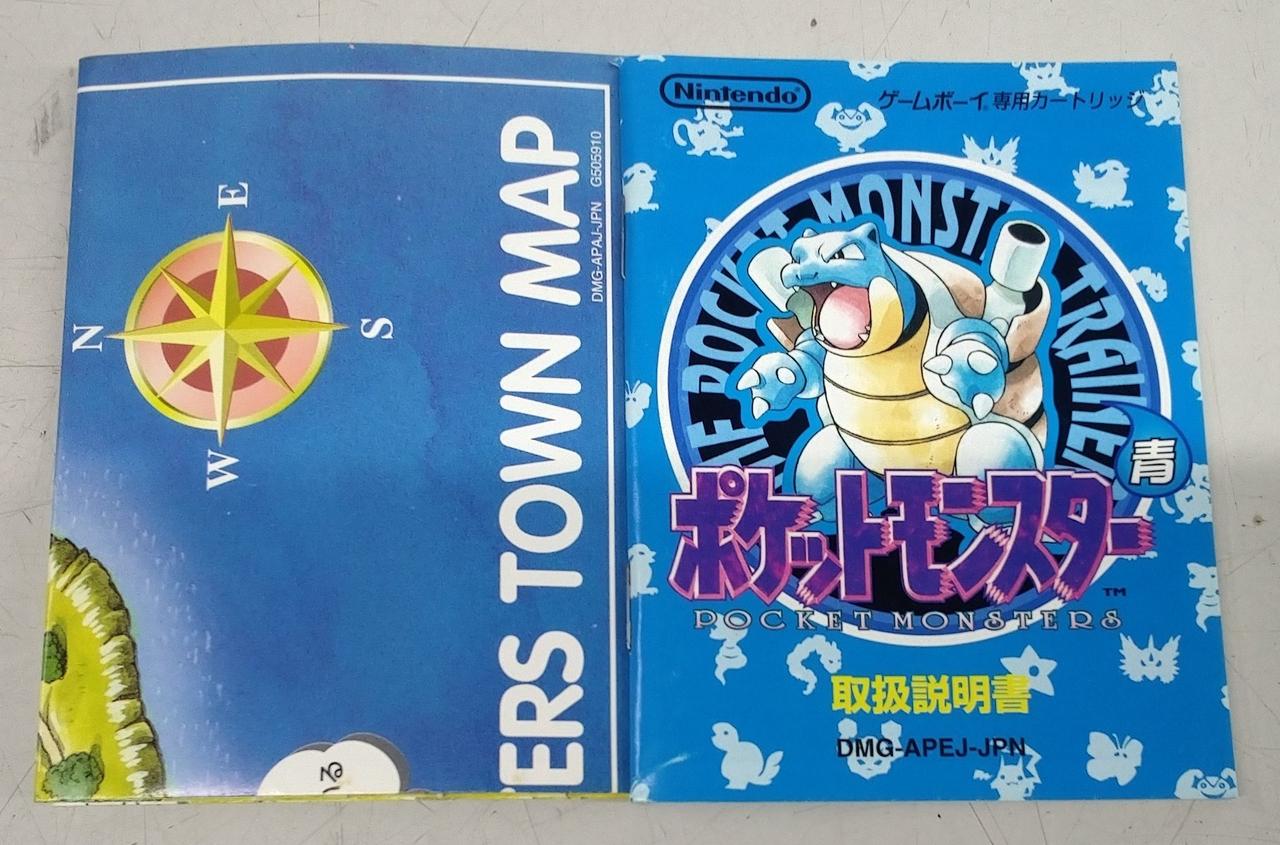 N
E
S
W
ERS TOWN MAP
DMG-APAJ-JPN G505910
る
Nintendo
ゲームボーイ専用カートリッジ
OF POCKET MONSTER TRAINER
青
ポケットモンスター
TM
POCKET MONSTERS
取扱説明書
DMG-APEJ-JPN